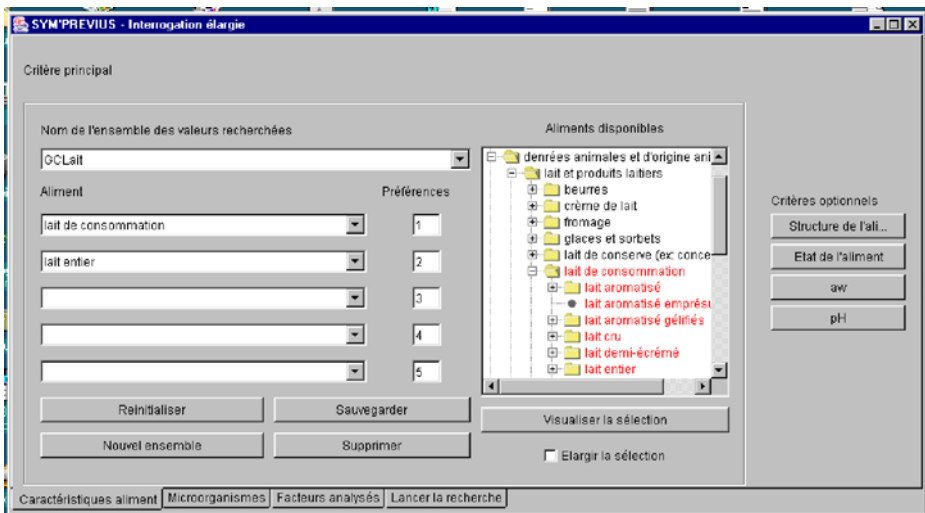 SYM'PREVIUS - Interrogation élargie
Critère principal
Nom de l'ensemble des valeurs recherchées
GCLait
Aliment
Préférences
lait de consommation
1
lait entier
2
3
4
5
Reinitialiser
Sauvegarder
Nouvel ensemble
Supprimer
Aliments disponibles
denrées animales et d'origine ani
lait et produits laitiers
beurres
crème de lait
fromage
glaces et sorbets
lait de conserve (ex: conce
lait de consommation
lait aromatisé
lait aromatisé emprésu
lait aromatisé gélifiés
lait cru
lait demi-écrémé
lait entier
Visualiser la sélection
Elargir la sélection
Critères optionnels
Structure de l'ali...
Etat de l'aliment
aw
pH
Caractéristiques aliment
Microorganismes
Facteurs analysés
Lancer la recherche